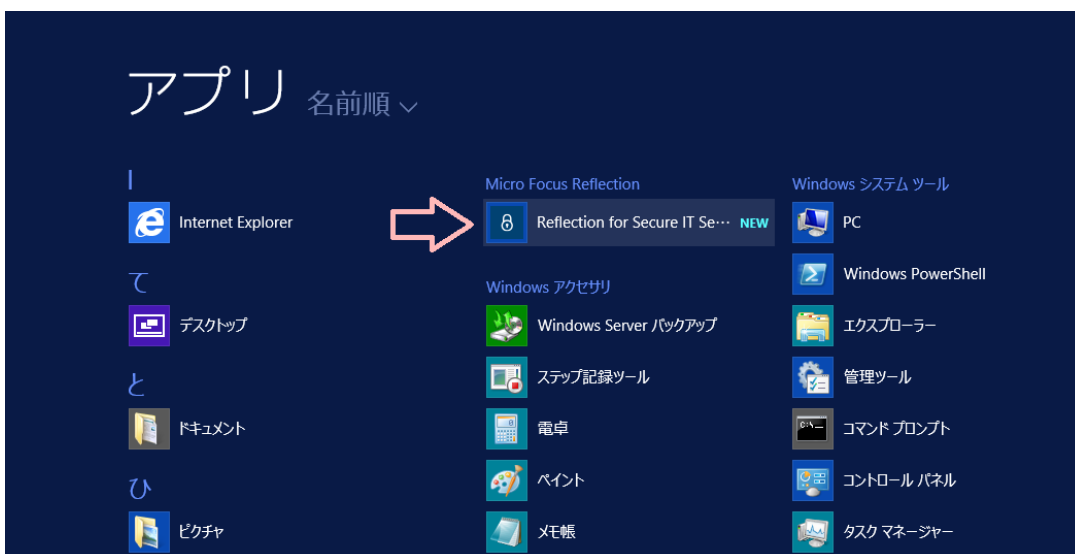 アプリ 名前順
I
Internet Explorer
て
デスクトップ
と
ドキュメント
ひ
ピクチャ
Micro Focus Reflection
Reflection for Secure IT Se… NEW
Windows アクセサリ
Windows Server バックアップ
ステップ記録ツール
電卓
ペイント
メモ帳
Windows システム ツール
PC
Windows PowerShell
エクスプローラー
管理ツール
コマンド プロンプト
コントロール パネル
タスク マネージャー